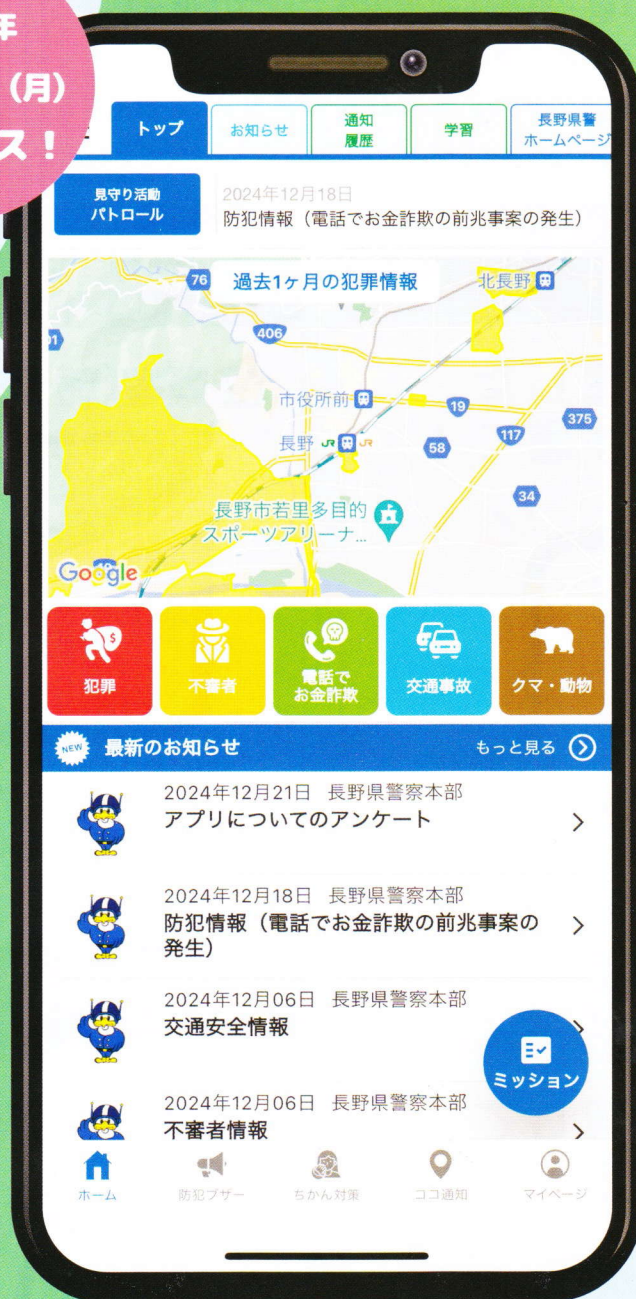 年
（月）
ス！
トップ
お知らせ
通知
履歴
学習
長野県警
ホームページ
見守り活動
パトロール
2024年12月18日
防犯情報（電話でお金詐欺の前兆事案の発生）
過去1ヶ月の犯罪情報
76
北長野
406
市役所前
19
375
長野
JR
JR
58
117
34
長野市若里多目的
スポーツアリーナ...
Google
犯罪
不審者
電話で
お金詐欺
交通事故
クマ・動物
NEW
最新のお知らせ
もっと見る
2024年12月21日 長野県警察本部
アプリについてのアンケート
2024年12月18日 長野県警察本部
防犯情報（電話でお金詐欺の前兆事案の
発生）
2024年12月06日 長野県警察本部
交通安全情報
ミッション
2024年12月06日 長野県警察本部
不審者情報
ホーム
防犯ブザー
ちかん対策
ココ通知
マイページ